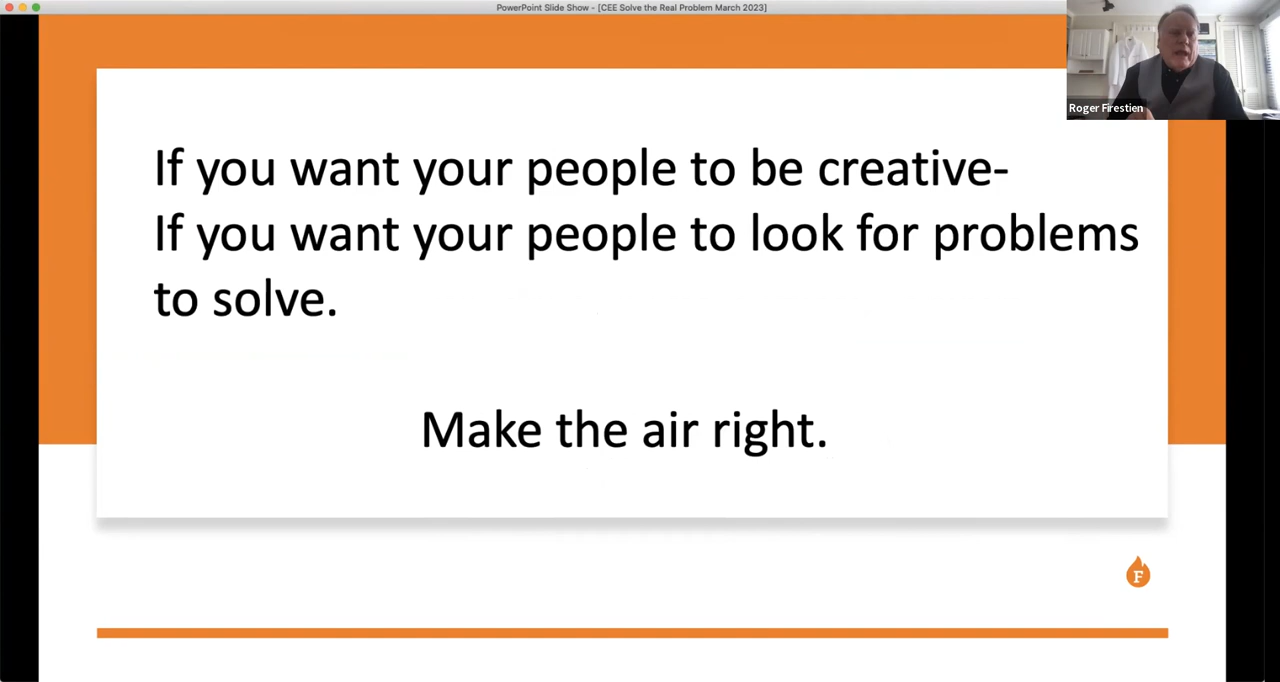 PowerPoint Slide Show - [CEE Solve the Real Problem March 2023]
Roger Firestien
If you want your people to be creative-
If you want your people to look for problems
to solve.
Make the air right.
F